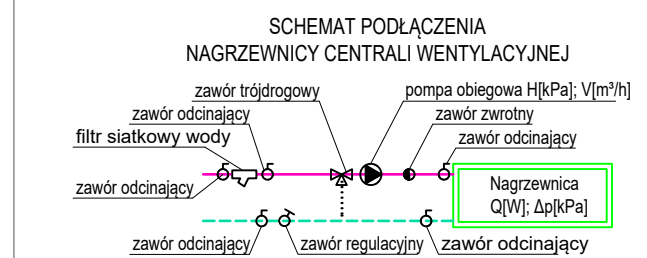 SCHEMAT PODŁĄCZENIA
NAGRZEWNICY CENTRALI WENTYLACYJNEJ
zawór trójdrogowy
pompa obiegowa H[kPa]; V[m³/h]
zawór odcinający
zawór zwrotny
filtr siatkowy wody
zawór odcinający
zawór odcinający
Nagrzewnica
Q[W]; Δp[kPa]
zawór odcinający
zawór regulacyjny
zawór odcinający